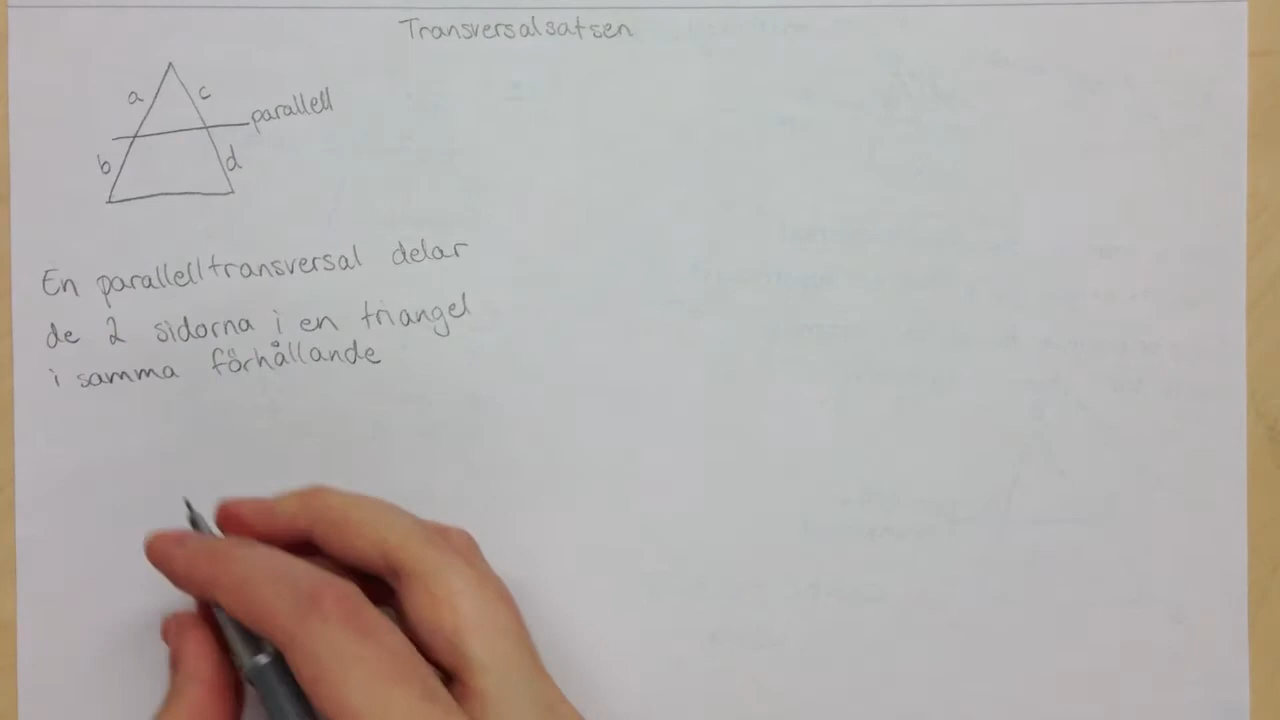 Transversalsatsen
a
c
parallell
b
d
En parallelltransversal delar
de 2 sidorna i en triangel
i samma förhållande